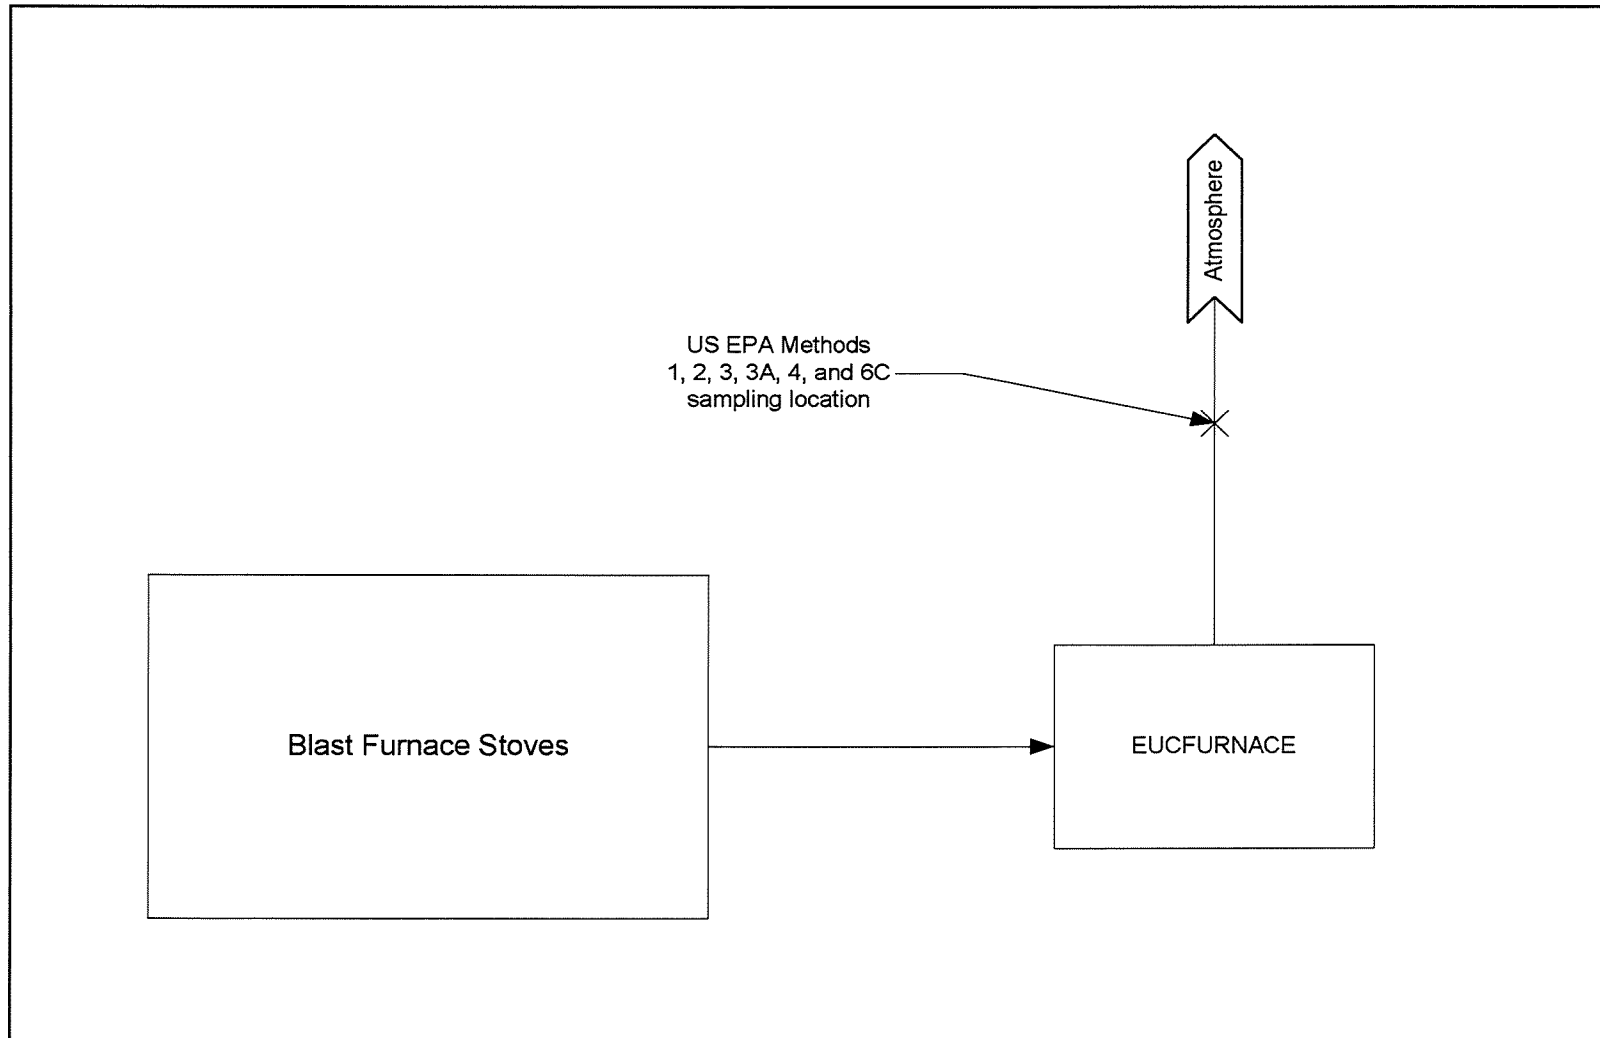 Atmosphere
US EPA Methods
1, 2, 3, 3A, 4, and 6C
sampling location
Blast Furnace Stoves
EUCFURNACE